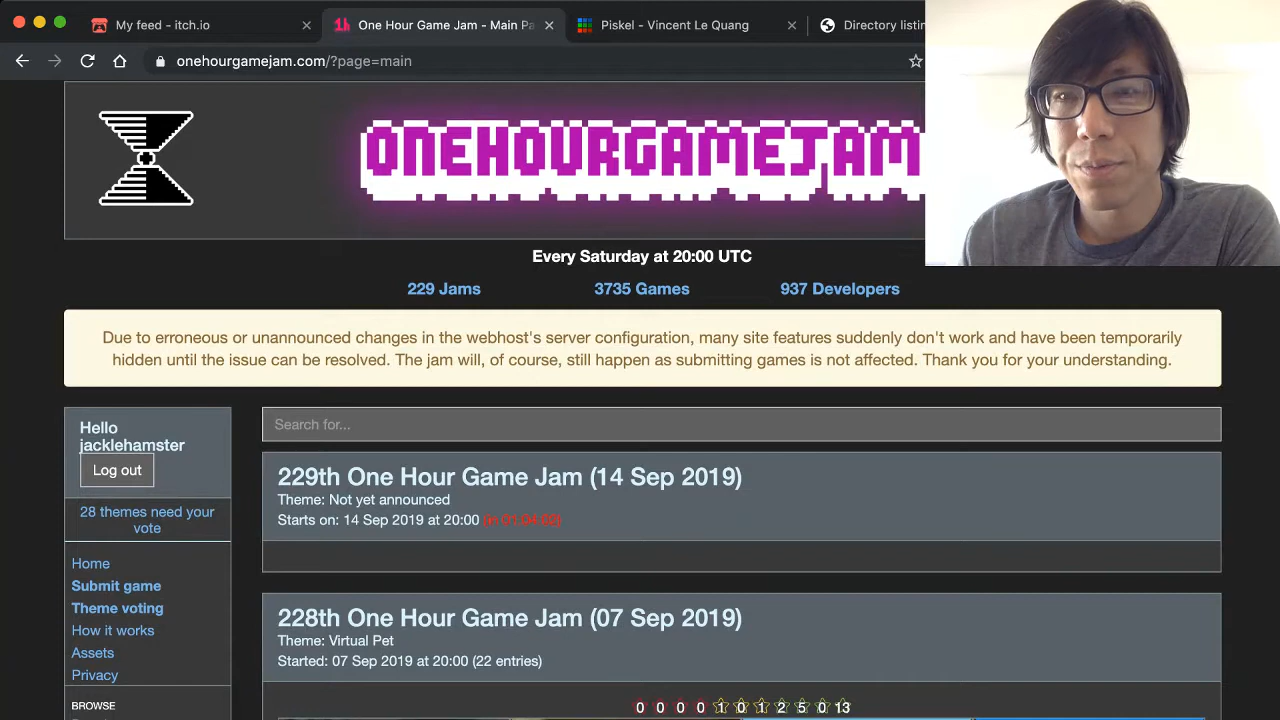 My feed - itch.io
One Hour Game Jam - Main Pa
Piskel - Vincent Le Quang
Directory listin
onehourgamejam.com/?page=main
ONEHOURGAMEJAM
Every Saturday at 20:00 UTC
229 Jams
3735 Games
937 Developers
Due to erroneous or unannounced changes in the webhost's server configuration, many site features suddenly don't work and have been temporarily
hidden until the issue can be resolved. The jam will, of course, still happen as submitting games is not affected. Thank you for your understanding.
Hello
jacklehamster
Log out
28 themes need your
vote
Home
Submit game
Theme voting
How it works
Assets
Privacy
BROWSE
Search for...
229th One Hour Game Jam (14 Sep 2019)
Theme: Not yet announced
Starts on: 14 Sep 2019 at 20:00
228th One Hour Game Jam (07 Sep 2019)
Theme: Virtual Pet
Started: 07 Sep 2019 at 20:00 (22 entries)
0 0 0 0 1 0 1 2 5 0 13